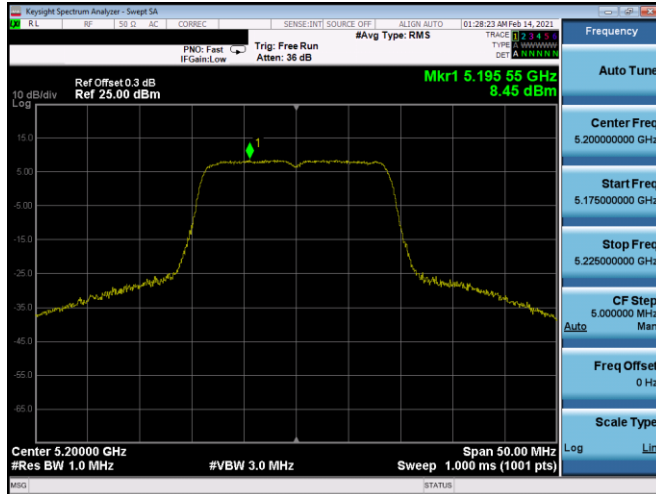 Keysight Spectrum Analyzer - Swept SA
RL RF 50 Ω AC CORREC SENSE:INT SOURCE OFF ALIGN AUTO 01:28:23 AM Feb 14, 2021
#Avg Type: RMS
TRACE 1 2 3 4 5 6
TYPE A WWWWW
DET A N N N N N
PNO: Fast
Trig: Free Run
IFGain:Low
Atten: 36 dB
Mkr1 5.195 55 GHz
8.45 dBm
Ref Offset 0.3 dB
10 dB/div Ref 25.00 dBm
Log
1
15.0
5.00
-5.00
-15.0
-25.0
-35.0
-45.0
-55.0
-65.0
Center 5.20000 GHz
Span 50.00 MHz
#Res BW 1.0 MHz
#VBW 3.0 MHz
Sweep 1.000 ms (1001 pts)
MSG
STATUS
Frequency
Auto Tune
Center Freq
5.200000000 GHz
Start Freq
5.175000000 GHz
Stop Freq
5.225000000 GHz
CF Step
5.000000 MHz
Auto Man
Freq Offset
0 Hz
Scale Type
Log Lin